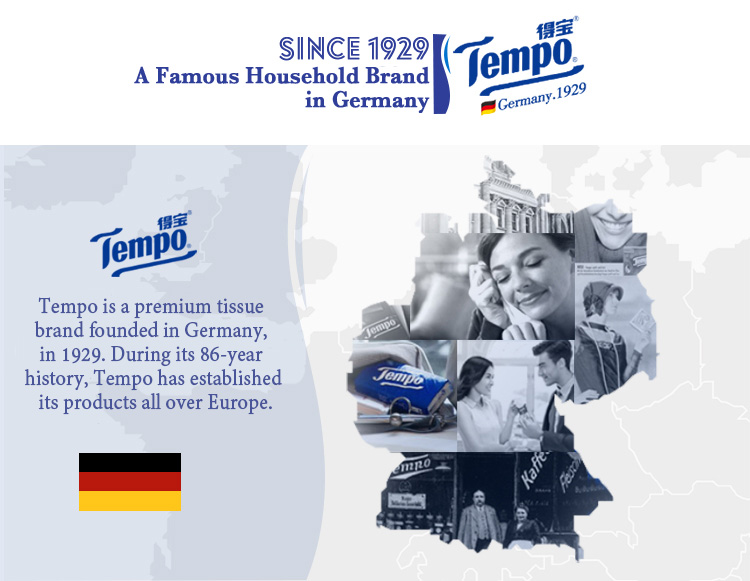 SINCE 1929
A Famous Household Brand
in Germany
得宝®
Tempo®
Germany.1929
得宝®
Tempo
Tempo is a premium tissue
brand founded in Germany,
in 1929. During its 86-year
history, Tempo has established
its products all over Europe.
Tempo
Tempo